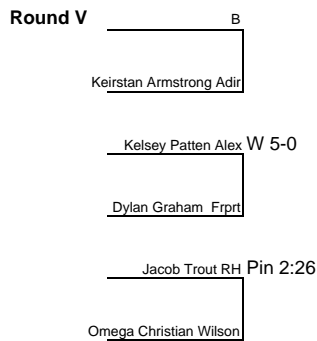 Round V B
Keirstan Armstrong Adir
Kelsey Patten Alex W 5-0
Dylan Graham Frprt
Jacob Trout RH Pin 2:26
Omega Christian Wilson